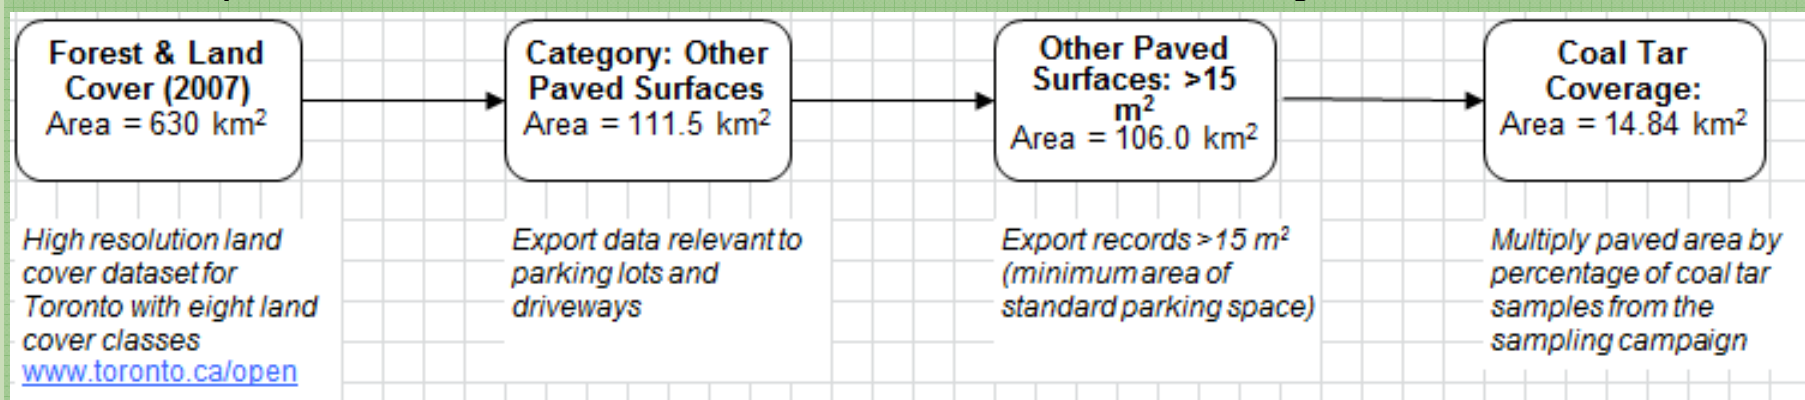 Forest & Land
Cover (2007)
Area = 630 km²
Category: Other
Paved Surfaces
Area = 111.5 km²
Other Paved
Surfaces: >15
m²
Area = 106.0 km²
Coal Tar
Coverage:
Area = 14.84 km²
High resolution land
cover dataset for
Toronto with eight land
cover classes
www.toronto.ca/open
Export data relevant to
parking lots and
driveways
Export records >15 m²
(minimum area of
standard parking space)
Multiply paved area by
percentage of coal tar
samples from the
sampling campaign